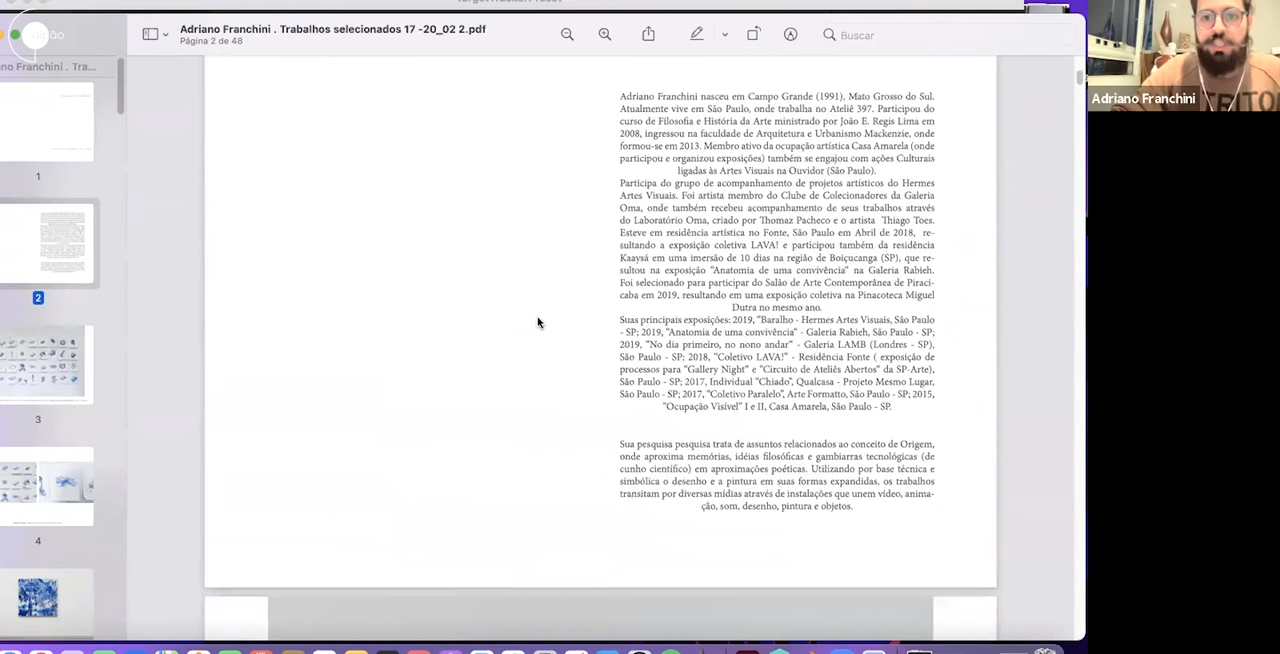 Adriano Franchini . Trabalhos selecionados 17 -20_02 2.pdf
Página 2 de 48
Buscar
no Franchini . Tra...
1
2
3
4
Adriano Franchini
Adriano Franchini nasceu em Campo Grande (1991), Mato Grosso do Sul.
Atualmente vive em São Paulo, onde trabalha no Ateliê 397. Participou do
curso de Filosofia e História da Arte ministrado por João E. Regis Lima em
2008, ingressou na faculdade de Arquitetura e Urbanismo Mackenzie, onde
formou-se em 2013. Membro ativo da ocupação artística Casa Amarela (onde
participou e organizou exposições) também se engajou com ações Culturais
ligadas às Artes Visuais na Ouvidor (São Paulo).
Participa do grupo de acompanhamento de projetos artísticos do Hermes
Artes Visuais. Foi artista membro do Clube de Colecionadores da Galeria
Oma, onde também recebeu acompanhamento de seus trabalhos através
do Laboratório Oma, criado por Thomaz Pacheco e o artista Thiago Toes.
Esteve em residência artística no Fonte, São Paulo em Abril de 2018, re-
sultando a exposição coletiva LAVA! e participou também da residência
Kaaysá em uma imersão de 10 dias na região de Boiçucanga (SP), que re-
sultou na exposição "Anatomia de uma convivência" na Galeria Rabieh.
Foi selecionado para participar do Salão de Arte Contemporânea de Piraci-
caba em 2019, resultando em uma exposição coletiva na Pinacoteca Miguel
Dutra no mesmo ano.
Suas principais exposições: 2019, "Baralho - Hermes Artes Visuais, São Paulo
- SP; 2019, "Anatomia de uma convivência" - Galeria Rabieh, São Paulo - SP;
2019, "No dia primeiro, no nono andar" - Galeria LAMB (Londres - SP),
São Paulo - SP; 2018, "Coletivo LAVA!" - Residência Fonte ( exposição de
processos para "Gallery Night" e "Circuito de Ateliês Abertos" da SP-Arte),
São Paulo - SP; 2017, Individual "Chiado", Qualcasa - Projeto Mesmo Lugar,
São Paulo - SP; 2017, "Coletivo Paralelo", Arte Formatto, São Paulo - SP; 2015,
"Ocupação Visível" I e II, Casa Amarela, São Paulo - SP.
Sua pesquisa pesquisa trata de assuntos relacionados ao conceito de Origem,
onde aproxima memórias, idéias filosóficas e gambiarras tecnológicas (de
cunho científico) em aproximações poéticas. Utilizando por base técnica e
simbólica o desenho e a pintura em suas formas expandidas, os trabalhos
transitam por diversas mídias através de instalações que unem vídeo, anima-
ção, som, desenho, pintura e objetos.